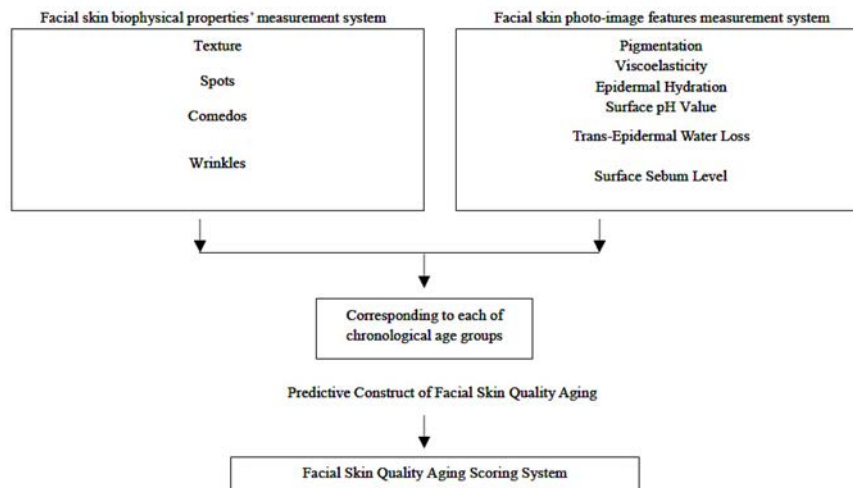 Facial skin biophysical properties' measurement system
Texture
Spots
Comedos
Wrinkles
Facial skin photo-image features measurement system
Pigmentation
Viscoelasticity
Epidermal Hydration
Surface pH Value
Trans-Epidermal Water Loss
Surface Sebum Level
Corresponding to each of
chronological age groups
Predictive Construct of Facial Skin Quality Aging
Facial Skin Quality Aging Scoring System